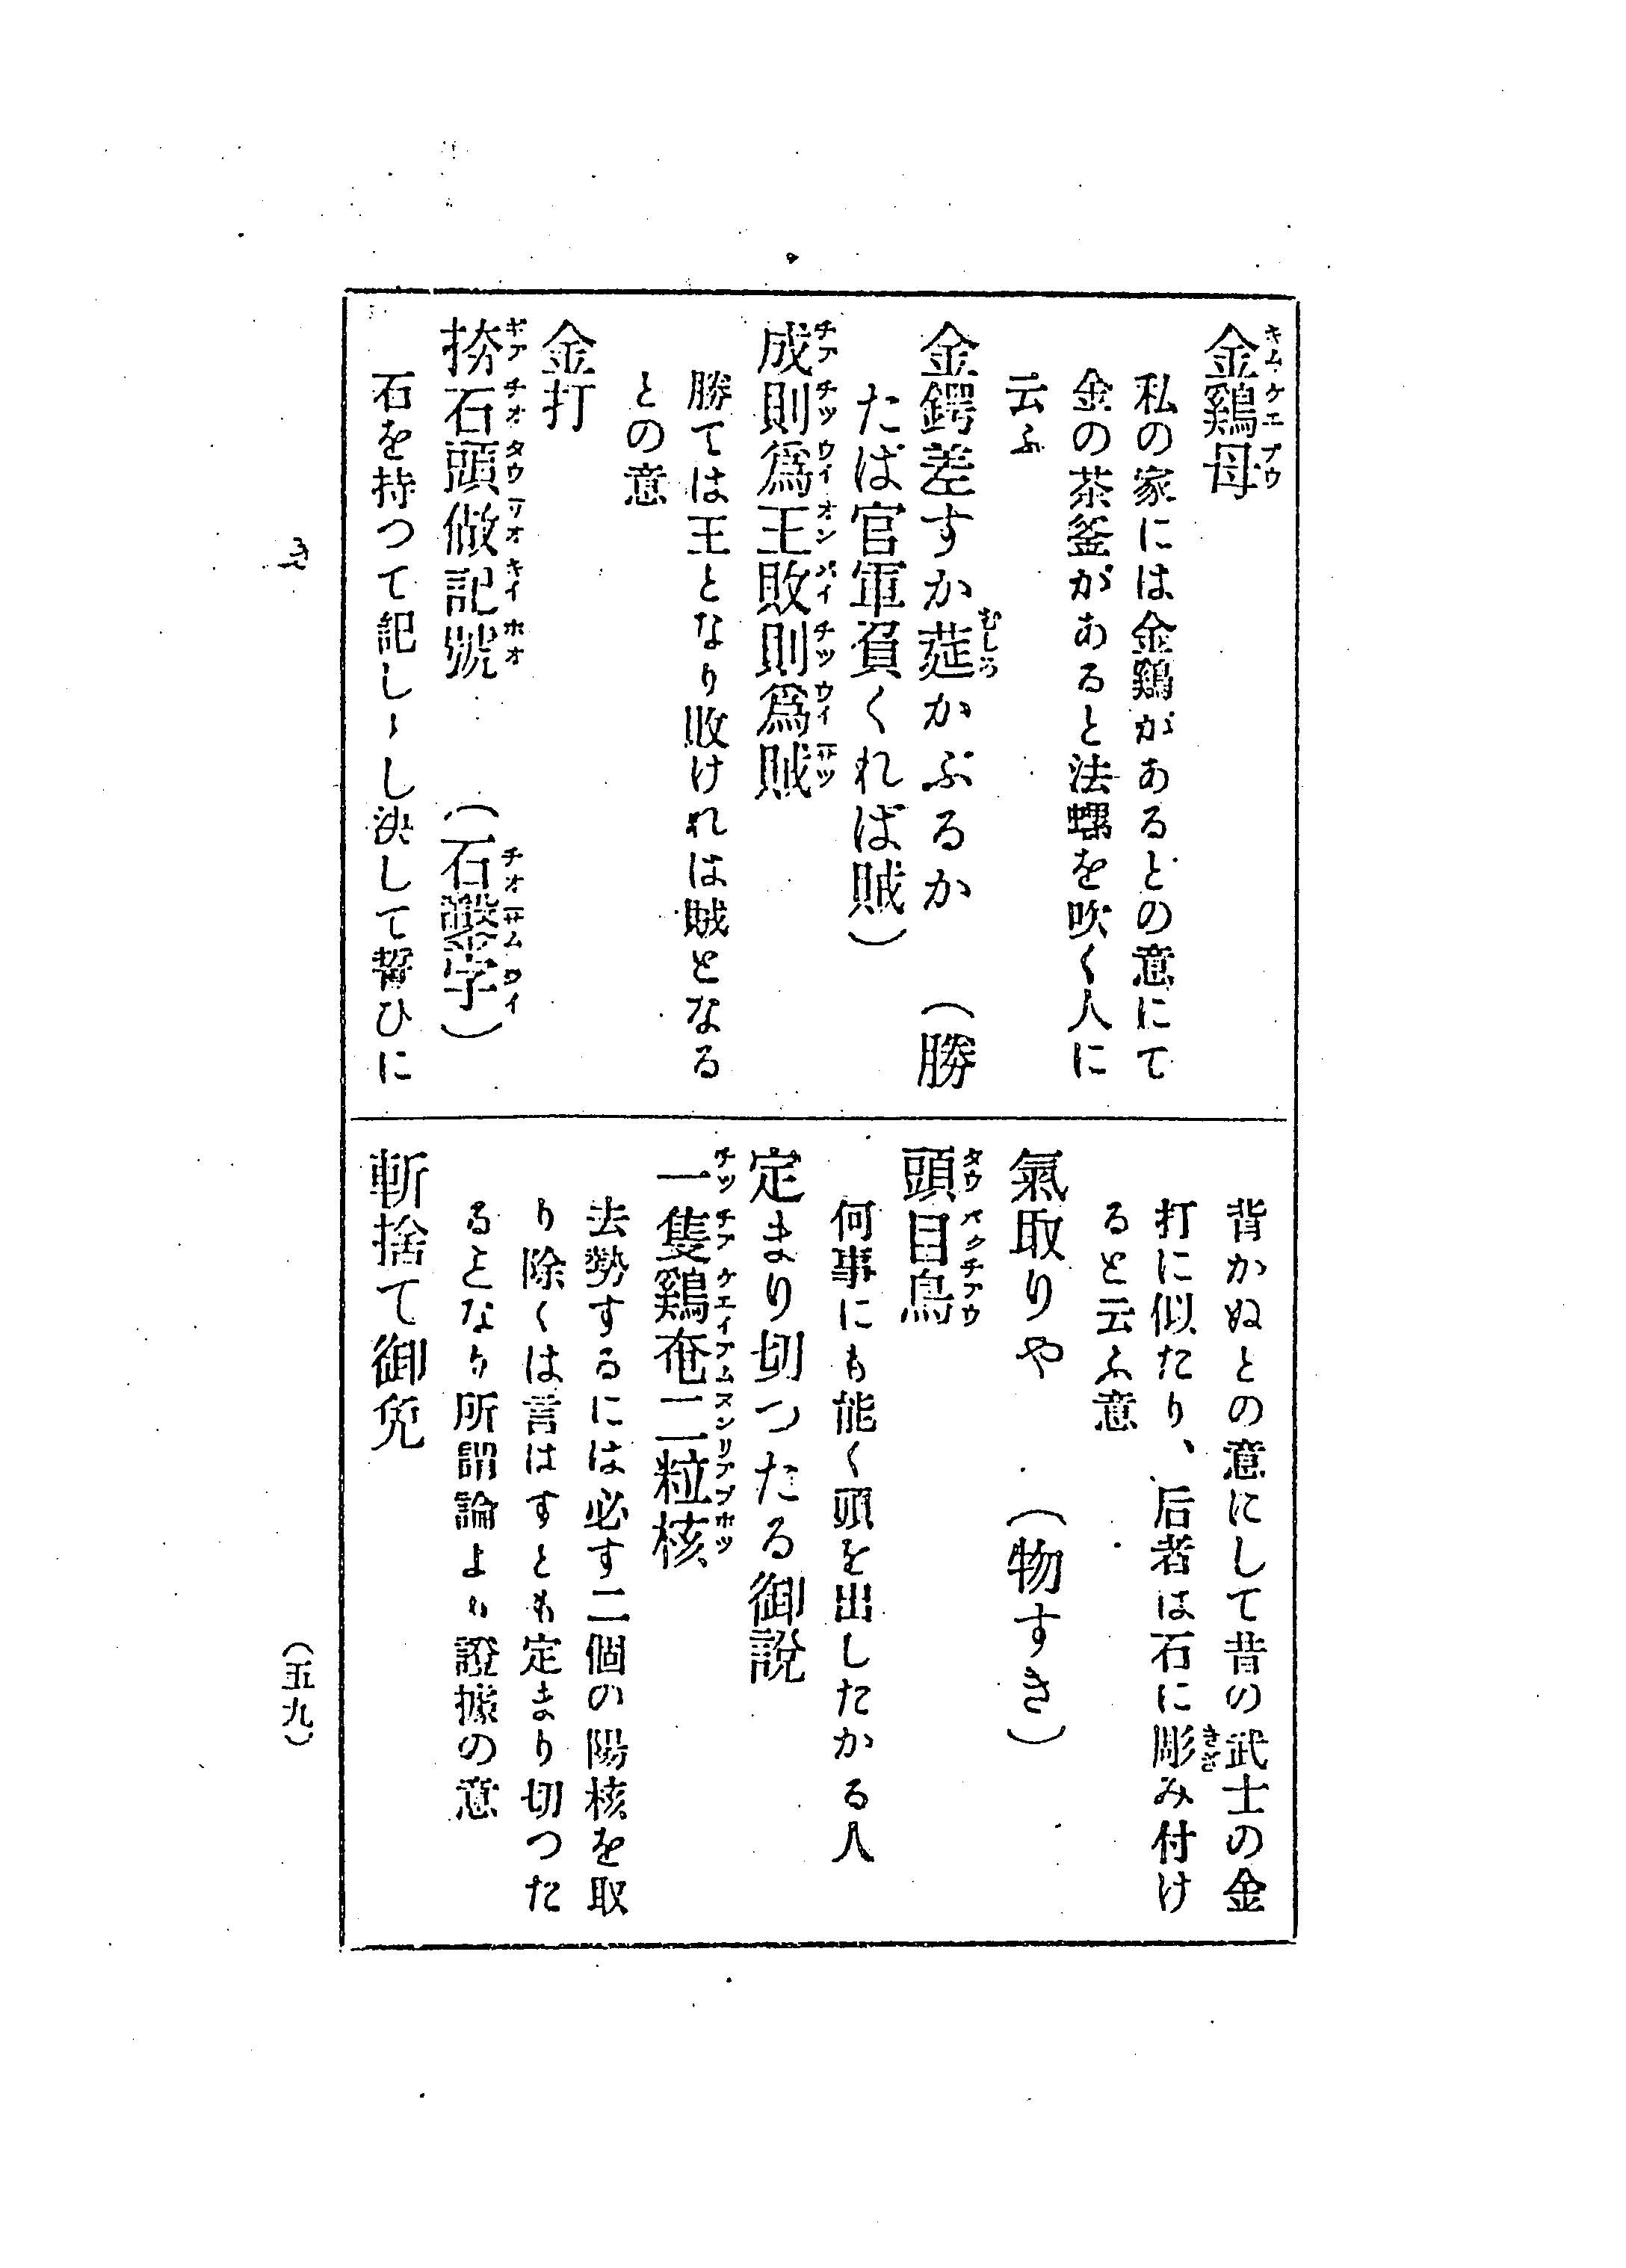 金鷄母
私の家には金鷄があるとの意にて
金の茶釜があると法螺を吹く人に
云ふ
金鍔差すか莚かぶるか (勝
たば官軍負くれば賊)
成則爲王敗則爲賊
勝ては王となり敗けれは賊となる
との意
金打
石頭做記號 (石鑿字)
石を持つて記しゝし決して誓ひに
背かぬとの意にして昔の武士の金
打に似たり、后者は石に彫み付け
ると云ふ意
氣取りや (物すき)
頭目鳥
何事にも能く頭を出したかる人
定まり切つたる御説
一隻鷄二粒核
去勢するには必す二個の陽核を取
り除くは言はすとも定まり切つた
るとなり所謂論より證據の意
斬捨て御免
(五九)